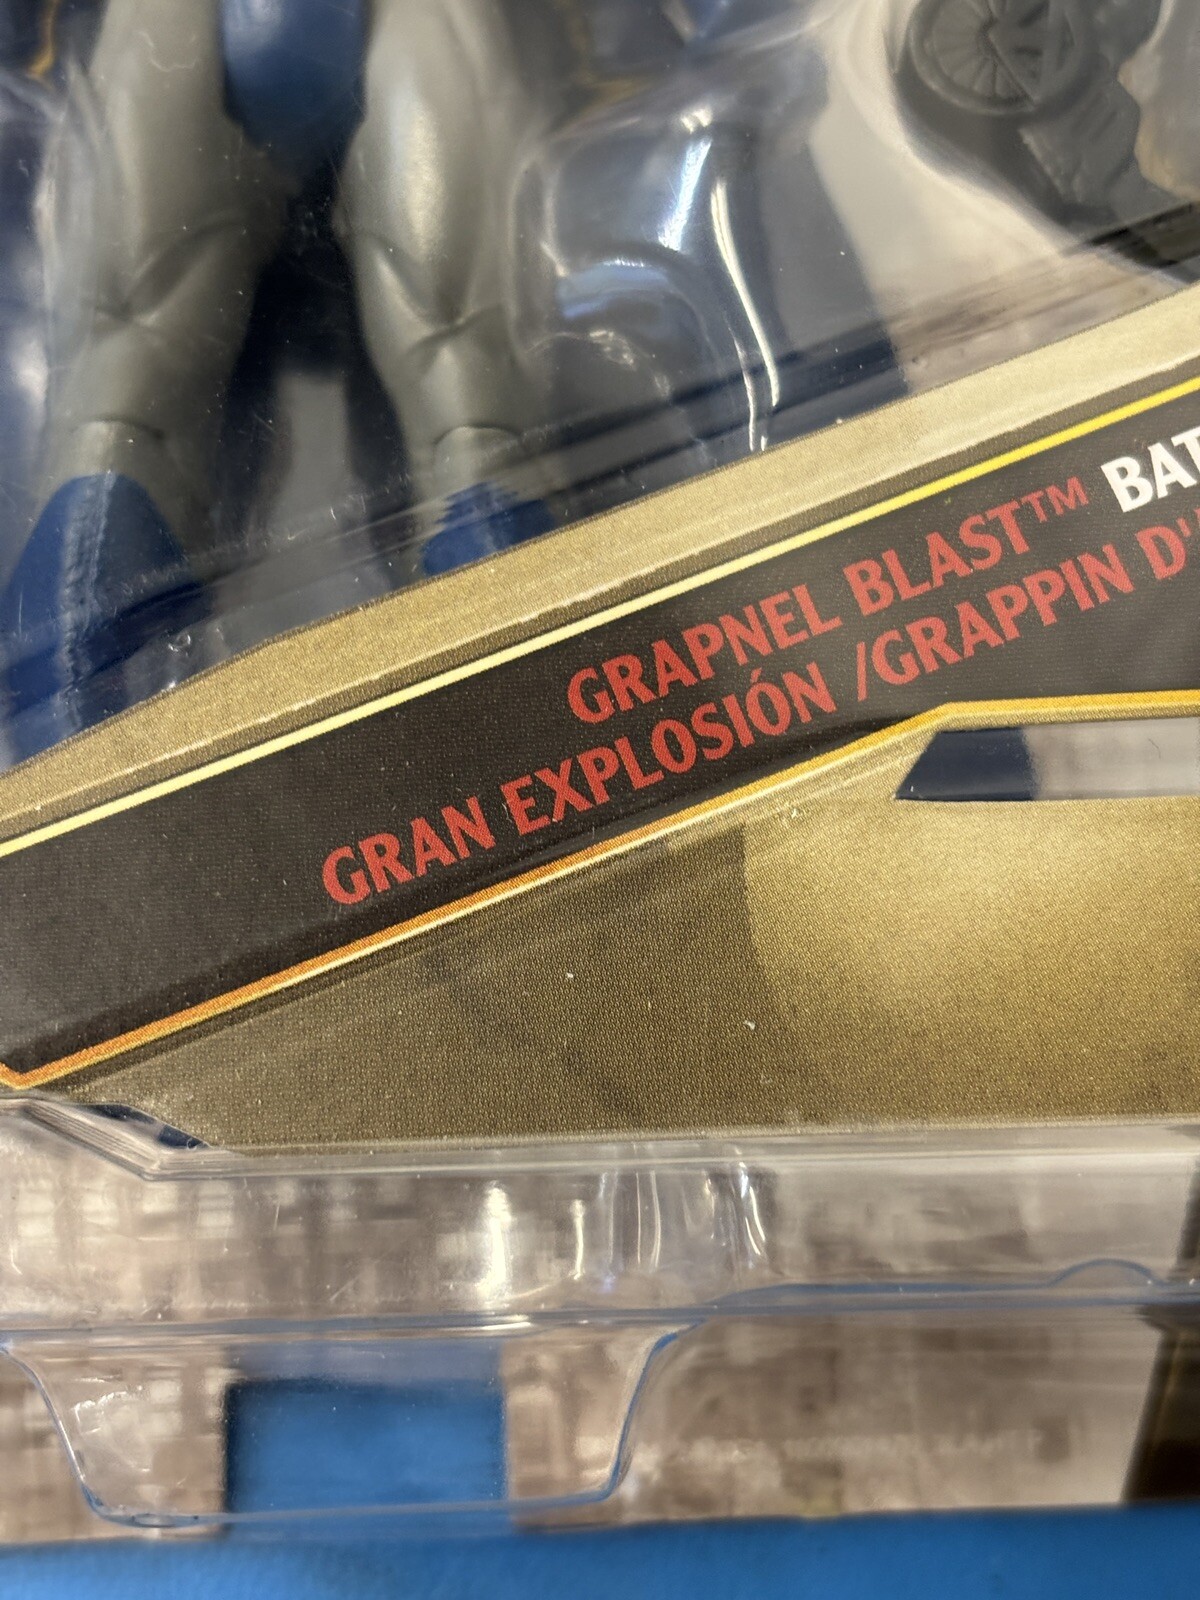 GRAPNEL BLAST™ BAT
GRAN EXPLOSIÓN /GRAPPIN D'